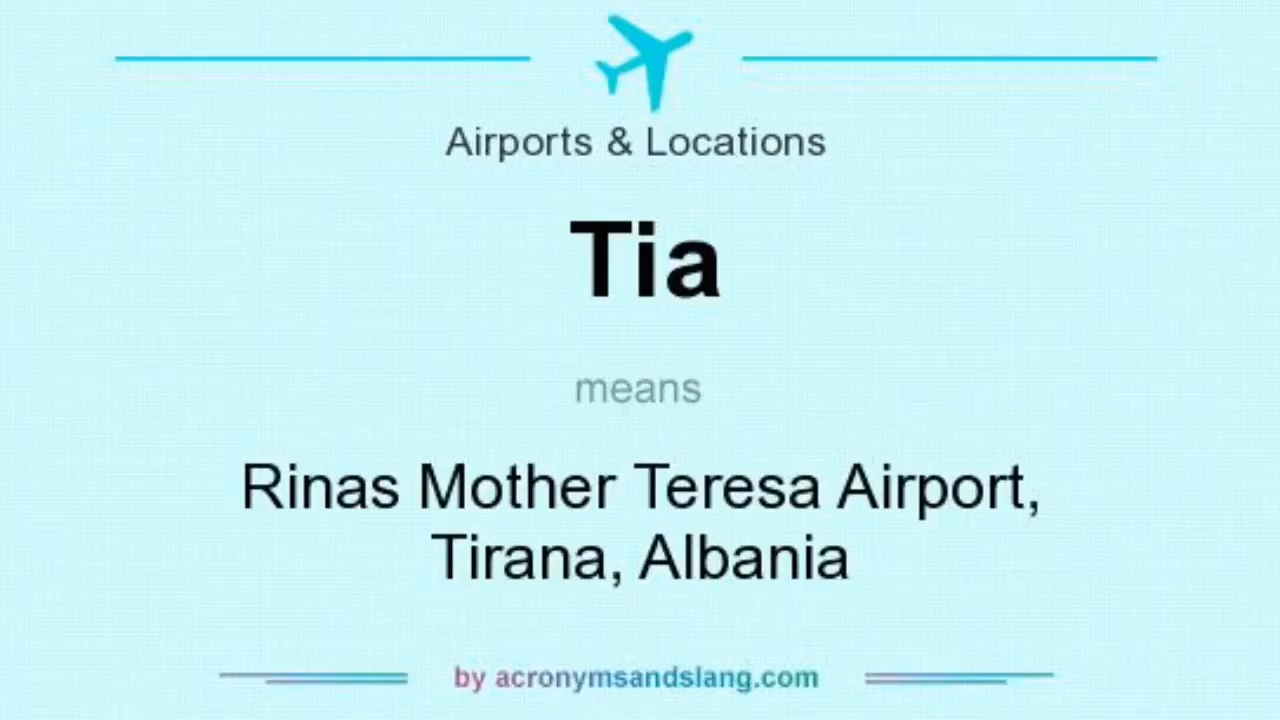 Airports & Locations
Tia
means
Rinas Mother Teresa Airport,
Tirana, Albania
by acronymsandslang.com